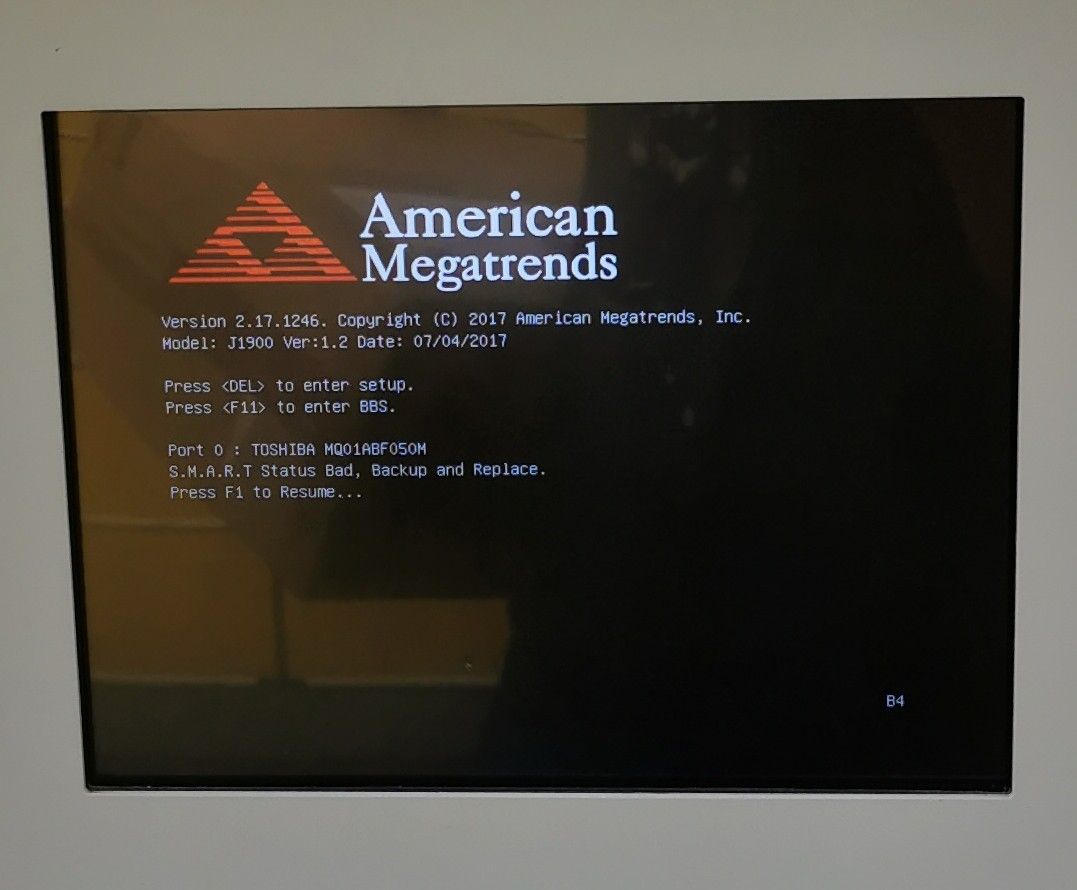 American
Megatrends
Version 2.17.1246. Copyright (C) 2017 American Megatrends, Inc.
Model: J1900 Ver:1.2 Date: 07/04/2017
Press <DEL> to enter setup.
Press <F11> to enter BBS.
Port 0 : TOSHIBA MQ01ABF050M
S.M.A.R.T Status Bad, Backup and Replace.
Press F1 to Resume...
B4